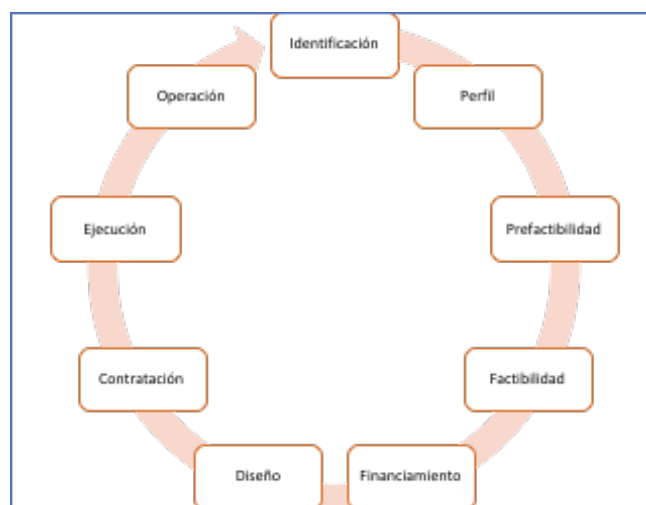 Identificación
Perfil
Prefactibilidad
Factibilidad
Financiamiento
Diseño
Contratación
Ejecución
Operación